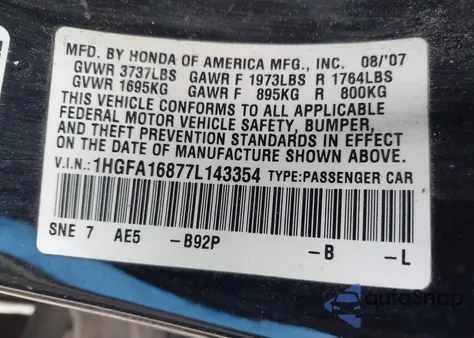 MFD. BY HONDA OF AMERICA MFG., INC. 08/'07
GVWR 3737LBS GAWR F 1973LBS R 1764LBS
GVWR 1695KG GAWR F 895KG R 800KG
THIS VEHICLE CONFORMS TO ALL APPLICABLE
FEDERAL MOTOR VEHICLE SAFETY, BUMPER,
AND THEFT PREVENTION STANDARDS IN EFFECT
ON THE DATE OF MANUFACTURE SHOWN ABOVE.
V.I.N.: 1HGFA16877L143354 TYPE:PASSENGER CAR
SNE 7 AE5 -B92P -B -L
autoSnap